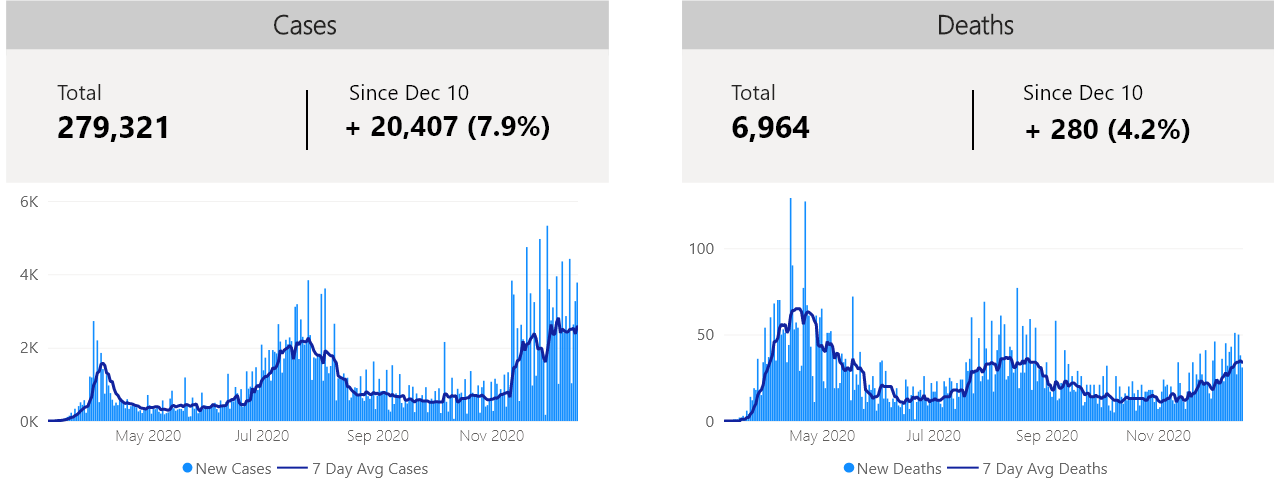 Cases
Total
279,321
Since Dec 10
+ 20,407 (7.9%)
6K
4K
2K
0K
May 2020
Jul 2020
Sep 2020
Nov 2020
New Cases
7 Day Avg Cases
Deaths
Total
6,964
Since Dec 10
+ 280 (4.2%)
100
50
0
May 2020
Jul 2020
Sep 2020
Nov 2020
New Deaths
7 Day Avg Deaths